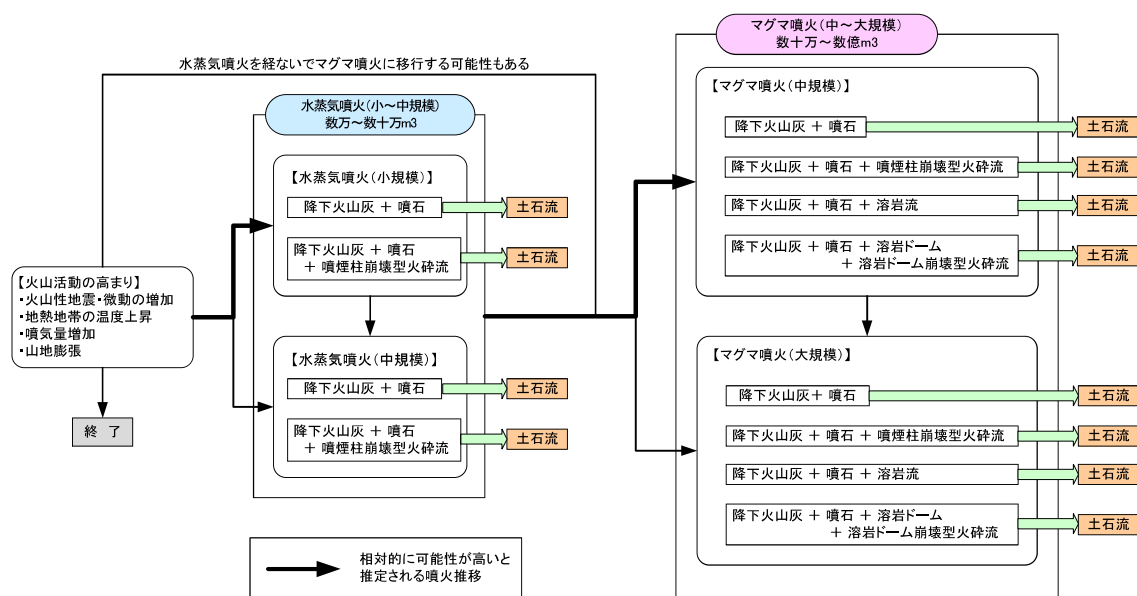 マグマ噴火(中～大規模)
数十万～数億m3
水蒸気噴火を経ないでマグマ噴火に移行する可能性もある
水蒸気噴火(小～中規模)
数万～数十万m3
【火山活動の高まり】
・火山性地震・微動の増加
・地熱地帯の温度上昇
・噴気量増加
・山地膨張
終 了
【水蒸気噴火(小規模)】
降下火山灰 + 噴石
土石流
降下火山灰 + 噴石
+ 噴煙柱崩壊型火砕流
土石流
【水蒸気噴火(中規模)】
降下火山灰 + 噴石
土石流
降下火山灰 + 噴石
+ 噴煙柱崩壊型火砕流
土石流
【マグマ噴火(中規模)】
降下火山灰 + 噴石
土石流
降下火山灰 + 噴石 + 噴煙柱崩壊型火砕流
土石流
降下火山灰 + 噴石 + 溶岩流
土石流
降下火山灰 + 噴石 + 溶岩ドーム
+ 溶岩ドーム崩壊型火砕流
土石流
【マグマ噴火(大規模)】
降下火山灰+ 噴石
土石流
降下火山灰 + 噴石 + 噴煙柱崩壊型火砕流
土石流
降下火山灰 + 噴石 + 溶岩流
土石流
降下火山灰 + 噴石 + 溶岩ドーム
+ 溶岩ドーム崩壊型火砕流
土石流
相対的に可能性が高いと
推定される噴火推移